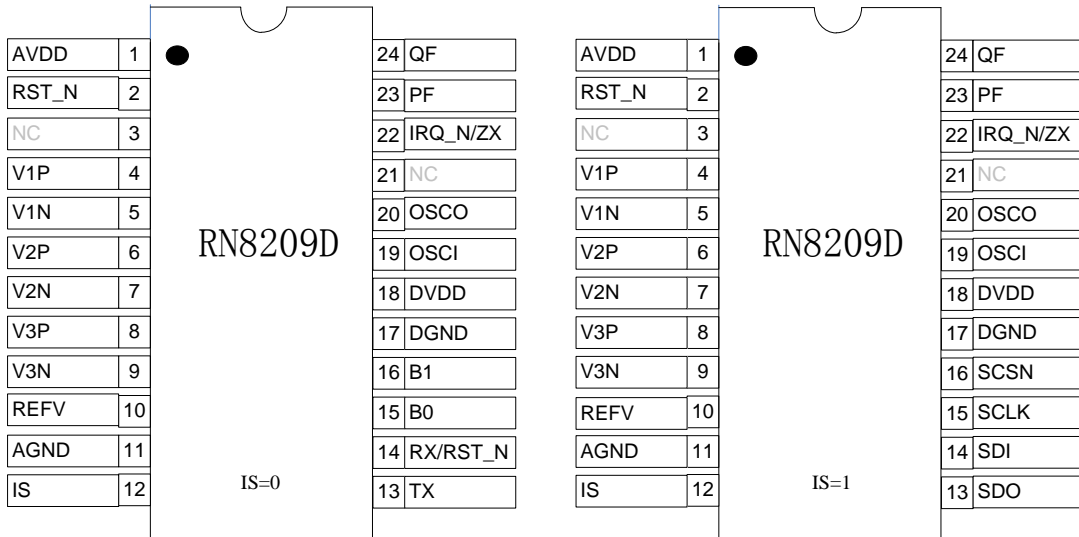 AVDD 1
RST_N 2
NC 3
V1P 4
V1N 5
V2P 6
V2N 7
V3P 8
V3N 9
REFV 10
AGND 11
IS 12
RN8209D
IS=0
24 QF
23 PF
22 IRQ_N/ZX
21 NC
20 OSCO
19 OSCI
18 DVDD
17 DGND
16 B1
15 B0
14 RX/RST_N
13 TX
AVDD 1
RST_N 2
NC 3
V1P 4
V1N 5
V2P 6
V2N 7
V3P 8
V3N 9
REFV 10
AGND 11
IS 12
RN8209D
IS=1
24 QF
23 PF
22 IRQ_N/ZX
21 NC
20 OSCO
19 OSCI
18 DVDD
17 DGND
16 SCSN
15 SCLK
14 SDI
13 SDO